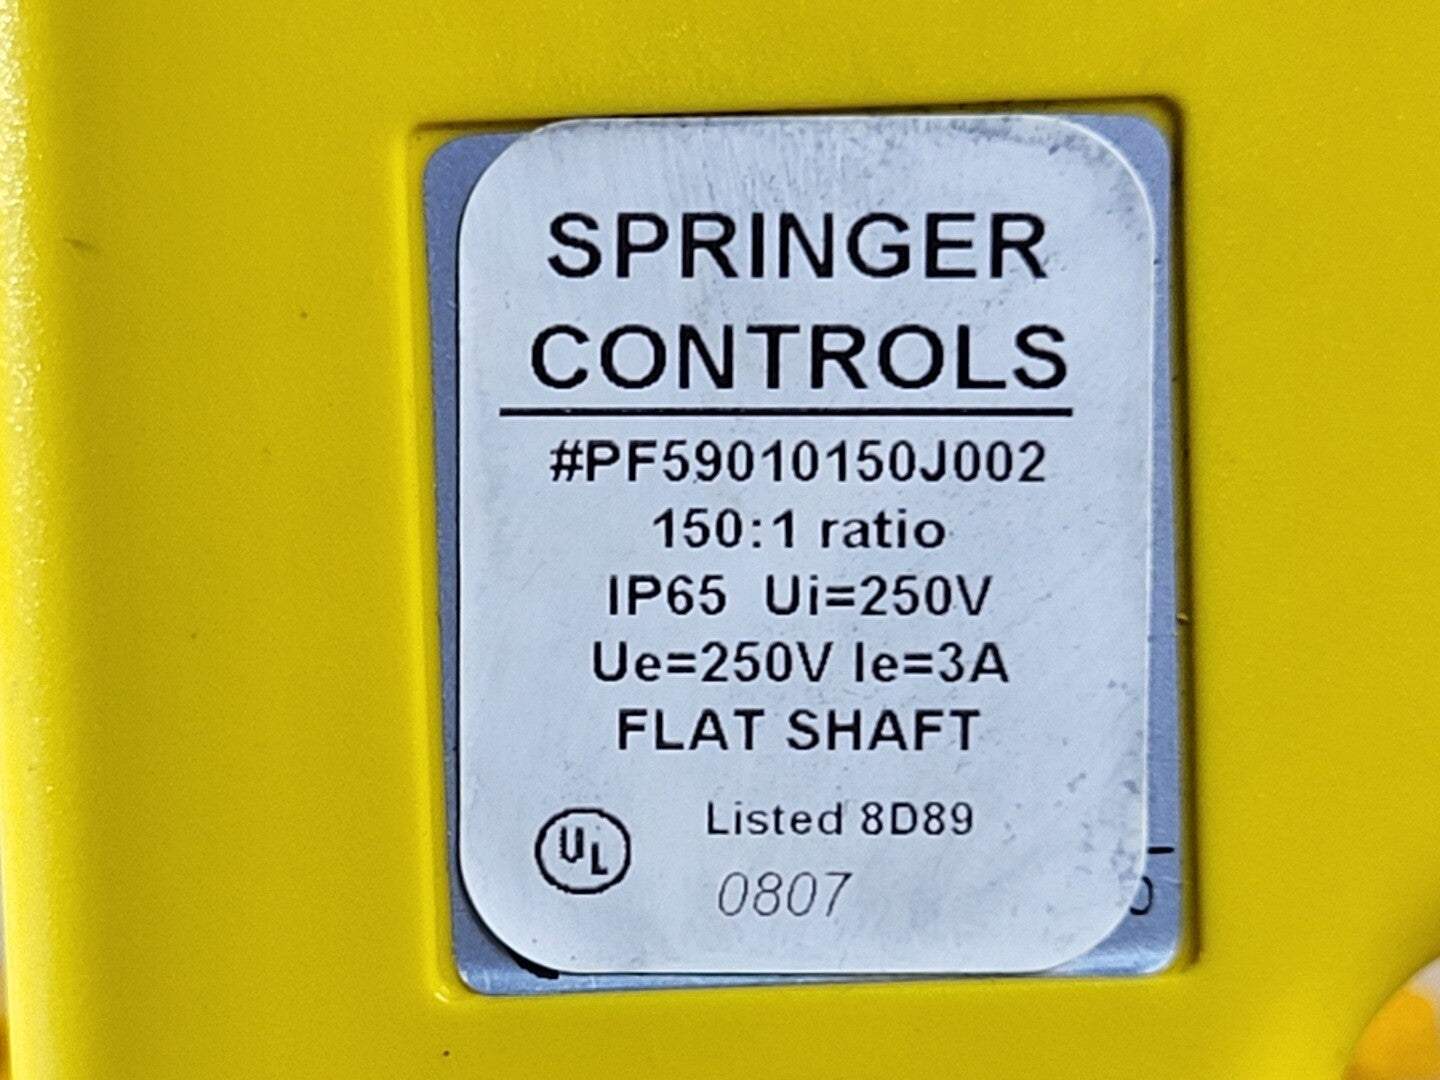 SPRINGER
CONTROLS
#PF59010150J002
150:1 ratio
IP65 Ui=250V
Ue=250V Ie=3A
FLAT SHAFT
Listed 8D89
UL
0807